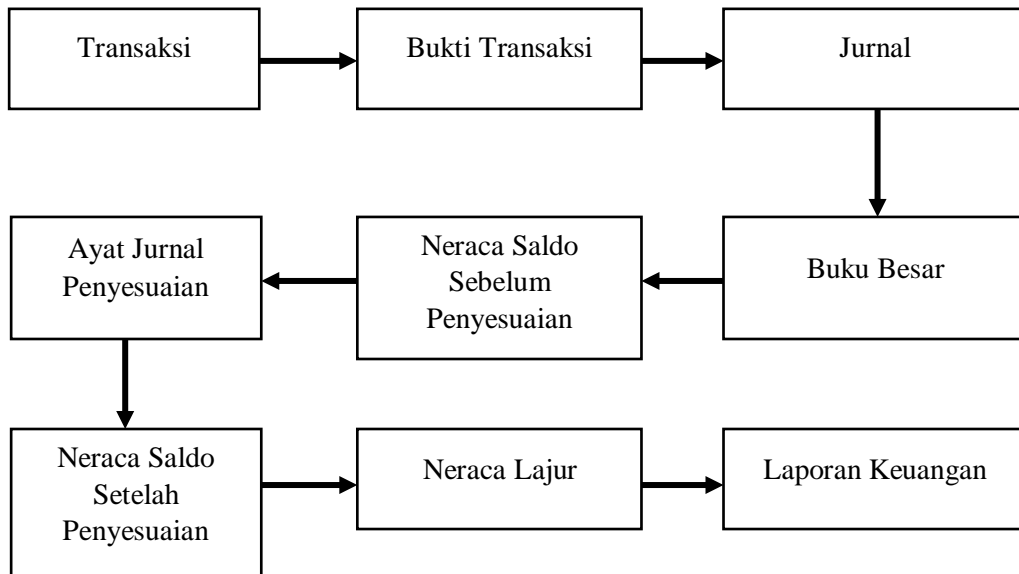 Transaksi
Bukti Transaksi
Jurnal
Ayat Jurnal
Penyesuaian
Neraca Saldo
Sebelum
Penyesuaian
Buku Besar
Neraca Saldo
Setelah
Penyesuaian
Neraca Lajur
Laporan Keuangan